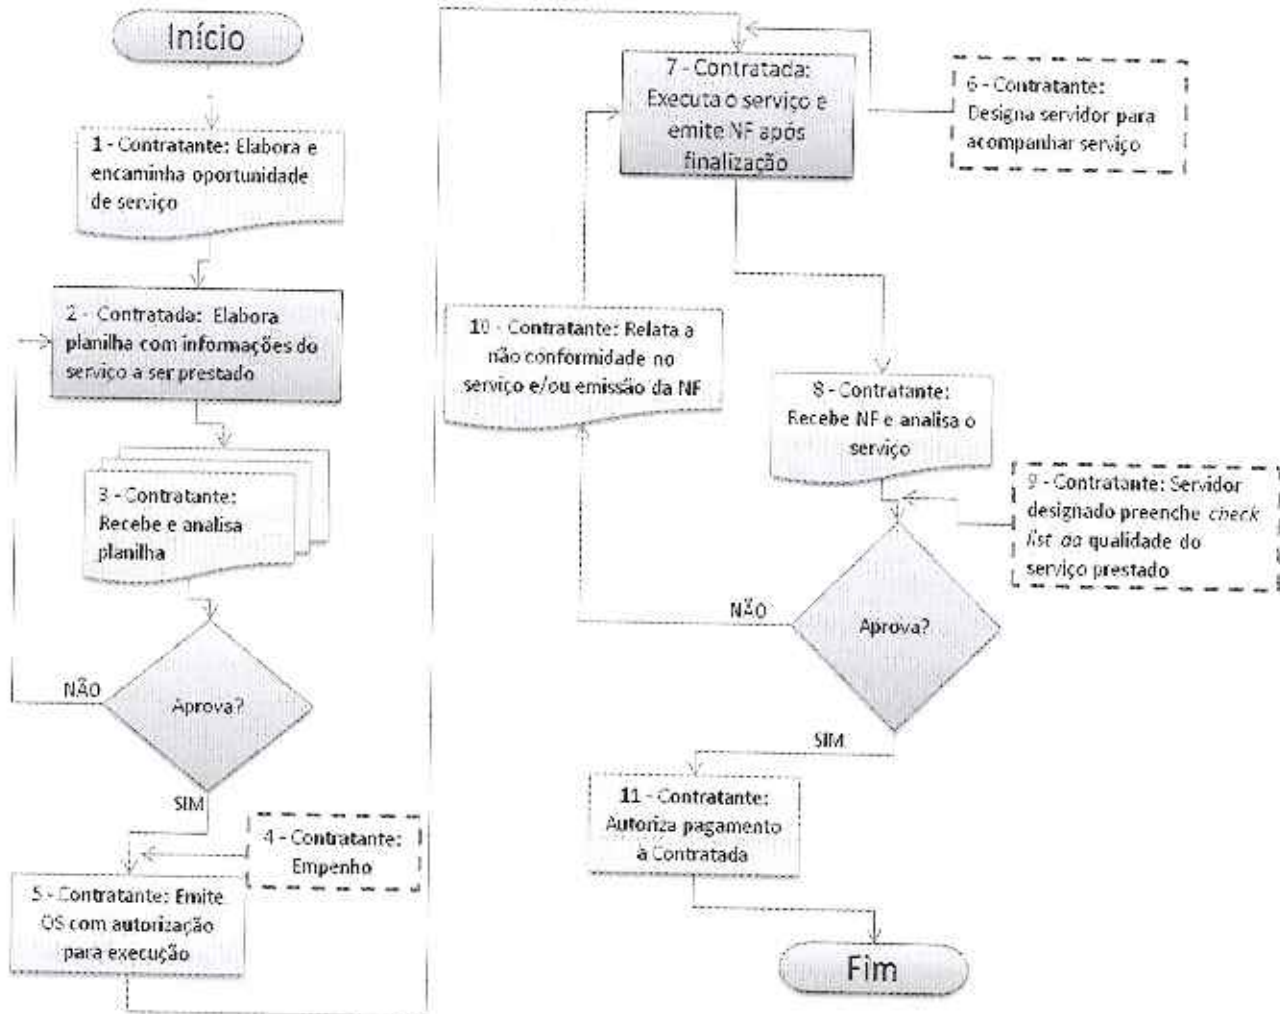 Início
1 - Contratante: Elabora e
encaminha oportunidade
de serviço
2 - Contratada: Elabora
planilha com informações do
serviço a ser prestado
3 - Contratante:
Recebe e analisa
planilha
Aprova?
NÃO
SIM
4 - Contratante:
Empenho
5 - Contratante: Emite
OS com autorização
para execução
6 - Contratante:
Designa servidor para
acompanhar serviço
7 - Contratada:
Executa o serviço e
emite NF após
finalização
8 - Contratante:
Recebe NF e analisa o
serviço
9 - Contratante: Servidor
designado preenche check
list da qualidade do
serviço prestado
Aprova?
NÃO
10 - Contratante: Relata a
não conformidade no
serviço e/ou emissão da NF
SIM
11 - Contratante:
Autoriza pagamento
à Contratada
Fim